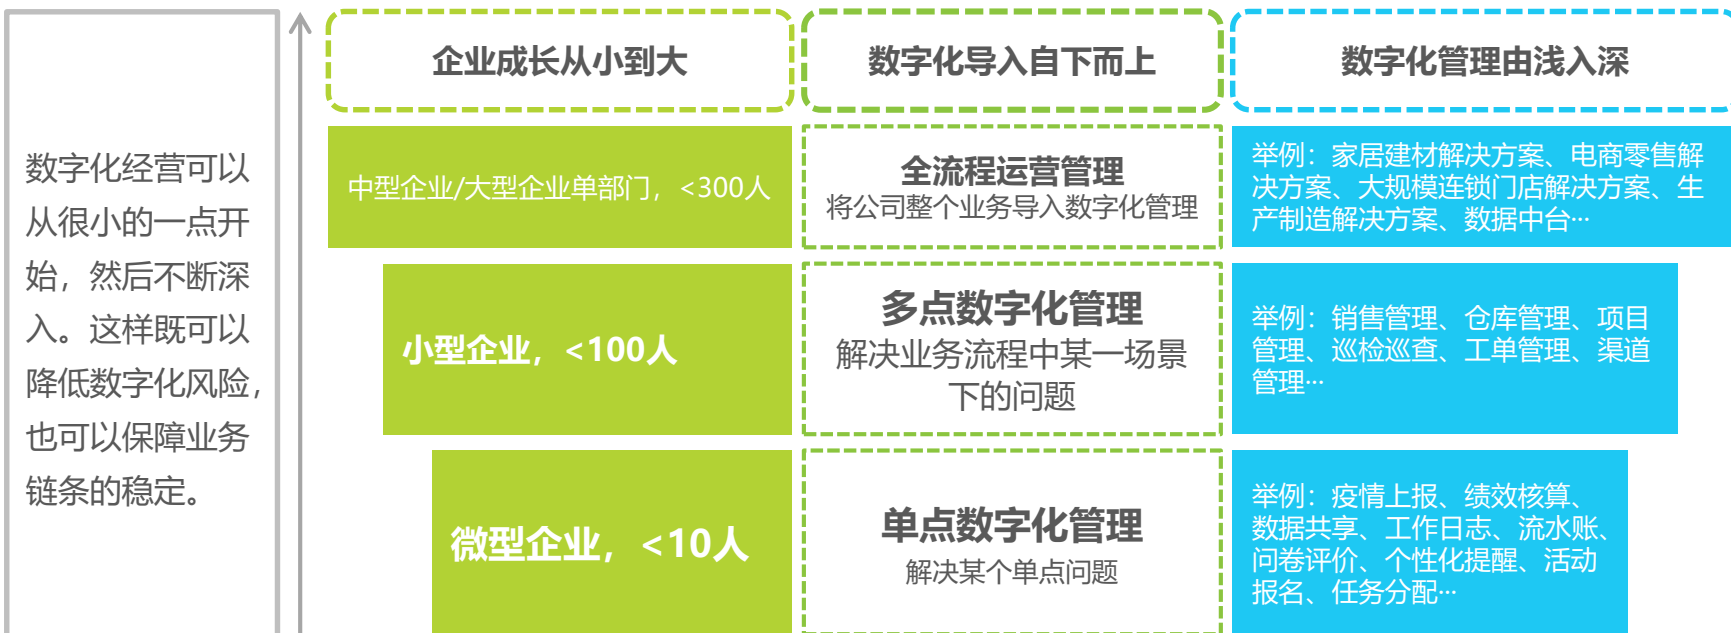 数字化经营可以
从很小的一点开
始，然后不断深
入。这样既可以
降低数字化风险，
也可以保障业务
链条的稳定。
企业成长从小到大
数字化导入自下而上
数字化管理由浅入深
中型企业/大型企业单部门，<300人
全流程运营管理
将公司整个业务导入数字化管理
举例：家居建材解决方案、电商零售解
决方案、大规模连锁门店解决方案、生
产制造解决方案、数据中台…
小型企业，<100人
多点数字化管理
解决业务流程中某一场景
下的问题
举例：销售管理、仓库管理、项目
管理、巡检巡查、工单管理、渠道
管理…
微型企业，<10人
单点数字化管理
解决某个单点问题
举例：疫情上报、绩效核算、
数据共享、工作日志、流水账、
问卷评价、个性化提醒、活动
报名、任务分配…